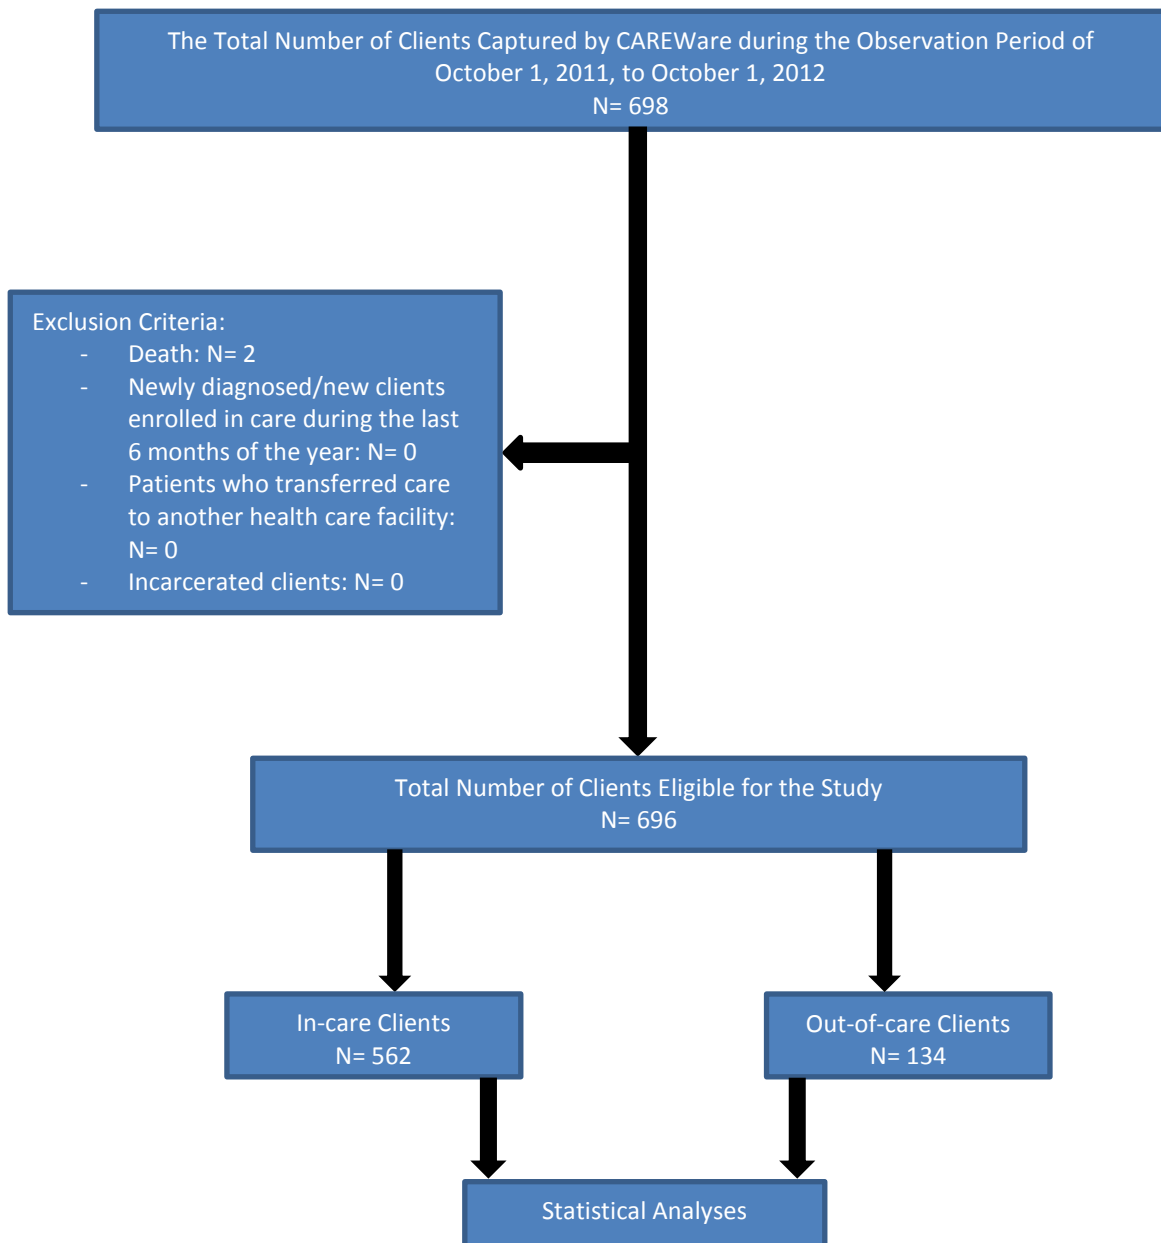 The Total Number of Clients Captured by CAREWare during the Observation Period of
October 1, 2011, to October 1, 2012
N= 698
Exclusion Criteria:
- Death: N= 2
- Newly diagnosed/new clients
enrolled in care during the last
6 months of the year: N= 0
- Patients who transferred care
to another health care facility:
N= 0
- Incarcerated clients: N= 0
Total Number of Clients Eligible for the Study
N= 696
In-care Clients
N= 562
Out-of-care Clients
N= 134
Statistical Analyses